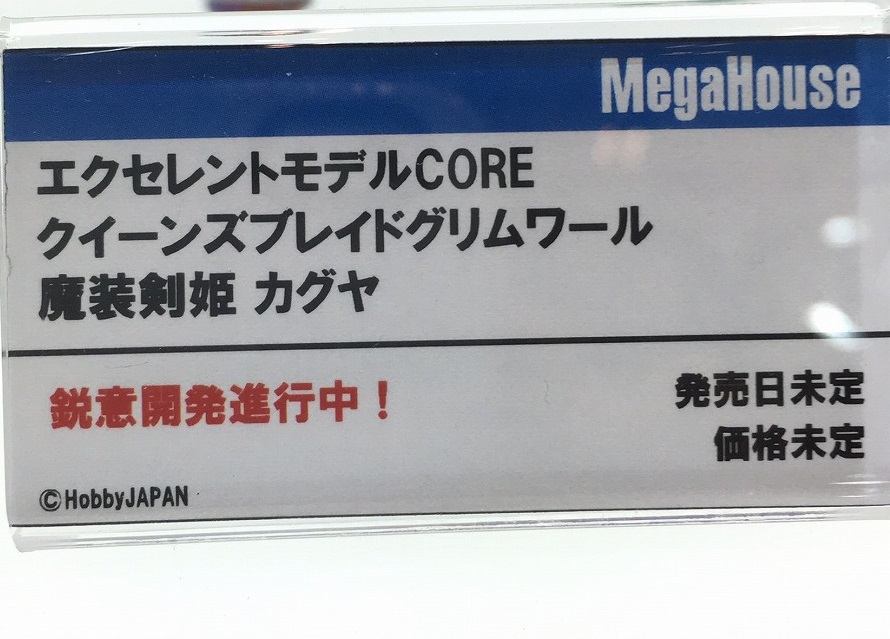 MegaHouse
エクセレントモデルCORE
クイーンズブレイドグリムワール
魔装剣姫 カグヤ
鋭意開発進行中！
発売日未定
価格未定
©HobbyJAPAN